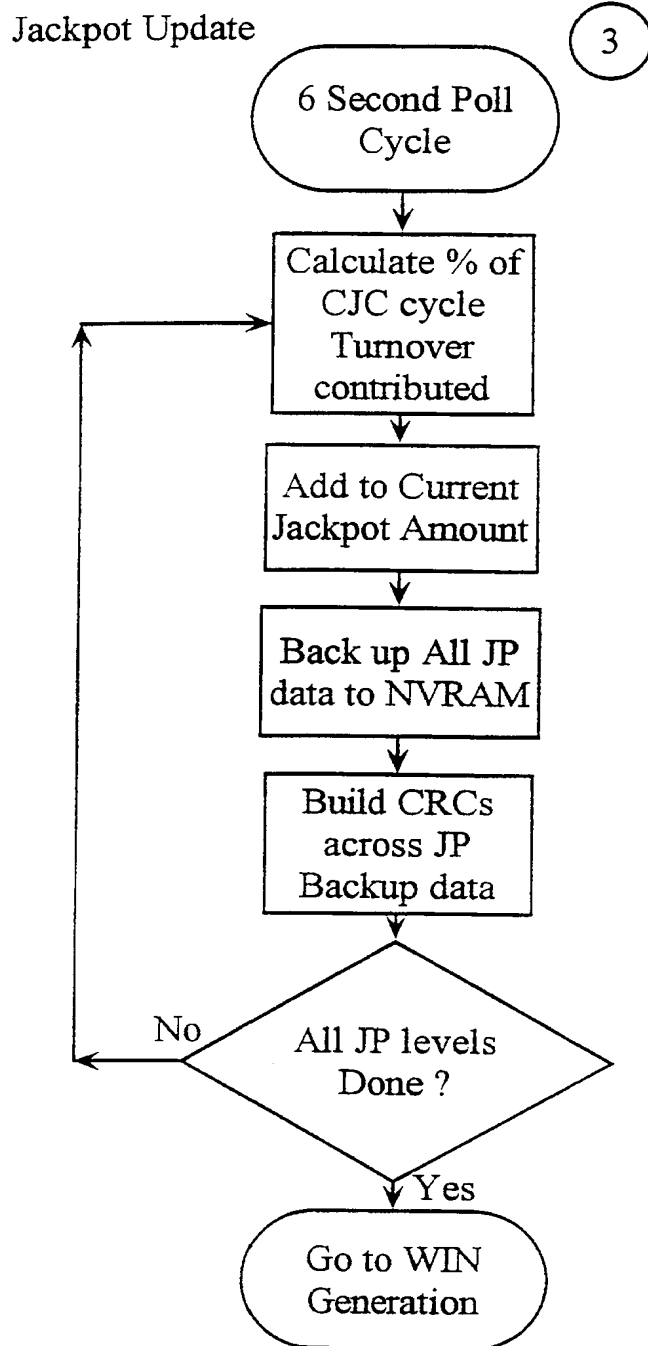 Jackpot Update
3
6 Second Poll
Cycle
Calculate % of
CJC cycle
Turnover
contributed
Add to Current
Jackpot Amount
Back up All JP
data to NVRAM
Build CRCs
across JP
Backup data
No
All JP levels
Done ?
Yes
Go to WIN
Generation